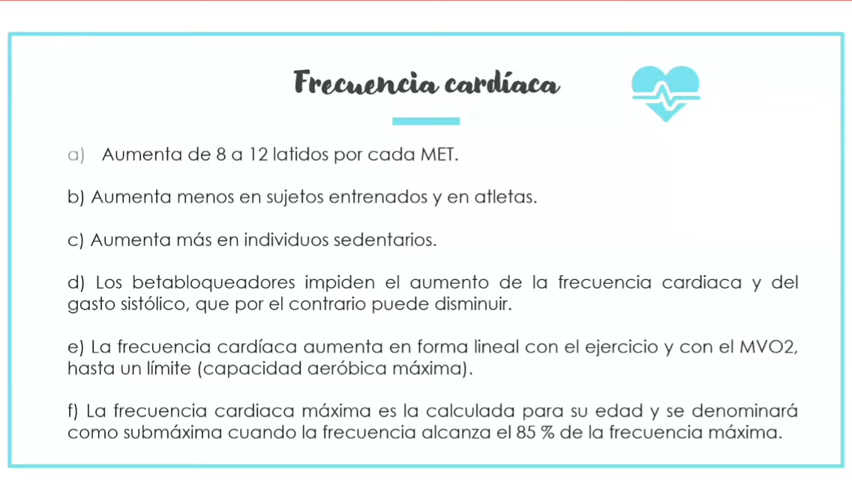 Frecuencia cardíaca
a) Aumenta de 8 a 12 latidos por cada MET.
b) Aumenta menos en sujetos entrenados y en atletas.
c) Aumenta más en individuos sedentarios.
d) Los betabloqueadores impiden el aumento de la frecuencia cardiaca y del
gasto sistólico, que por el contrario puede disminuir.
e) La frecuencia cardíaca aumenta en forma lineal con el ejercicio y con el MVO2,
hasta un límite (capacidad aeróbica máxima).
f) La frecuencia cardiaca máxima es la calculada para su edad y se denominará
como submáxima cuando la frecuencia alcanza el 85 % de la frecuencia máxima.